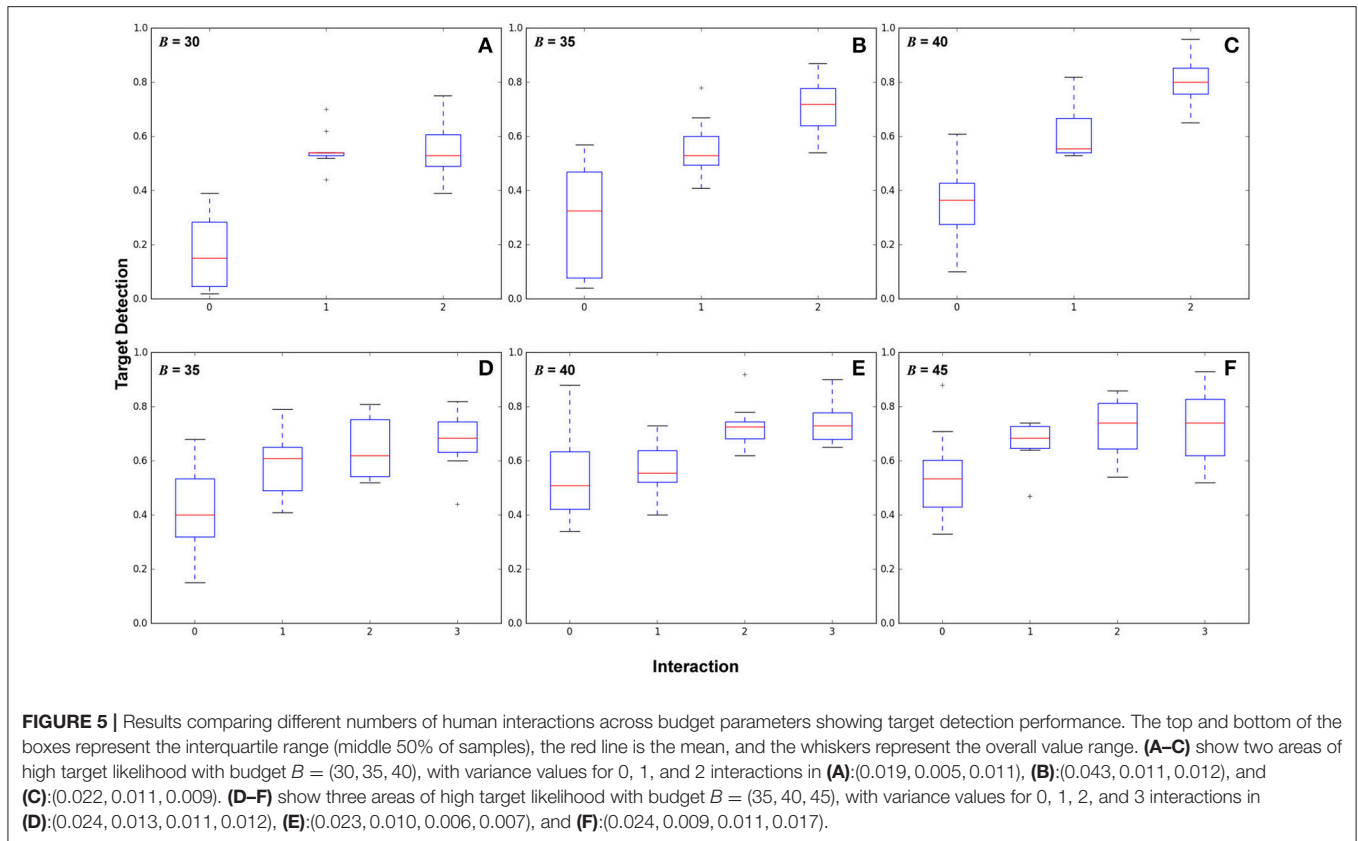 B = 30 A
B = 35 B
B = 40 C
1.0 0.8 0.6 0.4 0.2 0.0
1.0 0.8 0.6 0.4 0.2 0.0
1.0 0.8 0.6 0.4 0.2 0.0
0 1 2
0 1 2
0 1 2
Target Detection
B = 35 D
B = 40 E
B = 45 F
1.0 0.8 0.6 0.4 0.2 0.0
1.0 0.8 0.6 0.4 0.2 0.0
1.0 0.8 0.6 0.4 0.2 0.0
0 1 2 3
0 1 2 3
0 1 2 3
Interaction
FIGURE 5 | Results comparing different numbers of human interactions across budget parameters showing target detection performance. The top and bottom of the
boxes represent the interquartile range (middle 50% of samples), the red line is the mean, and the whiskers represent the overall value range. (A–C) show two areas of
high target likelihood with budget B = (30, 35, 40), with variance values for 0, 1, and 2 interactions in (A):(0.019, 0.005, 0.011), (B):(0.043, 0.011, 0.012), and
(C):(0.022, 0.011, 0.009). (D–F) show three areas of high target likelihood with budget B = (35, 40, 45), with variance values for 0, 1, 2, and 3 interactions in
(D):(0.024, 0.013, 0.011, 0.012), (E):(0.023, 0.010, 0.006, 0.007), and (F):(0.024, 0.009, 0.011, 0.017).